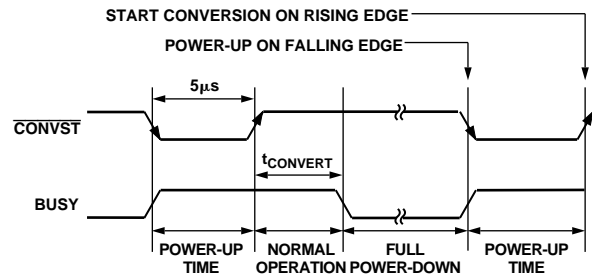 START CONVERSION ON RISING EDGE
POWER-UP ON FALLING EDGE
5µs
CONVST
tCONVERT
BUSY
POWER-UP TIME
NORMAL OPERATION
FULL POWER-DOWN
POWER-UP TIME